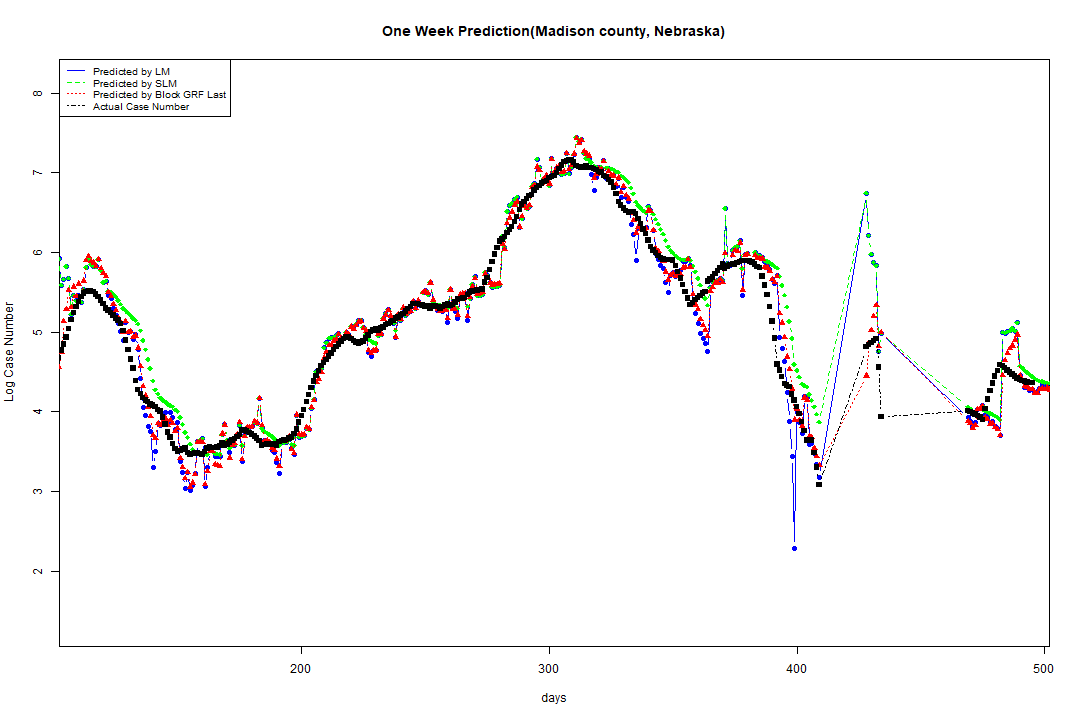 One Week Prediction(Madison county, Nebraska)
Predicted by LM
Predicted by SLM
Predicted by Block GRF Last
Actual Case Number
Log Case Number
8
7
6
5
4
3
2
200
300
400
500
days